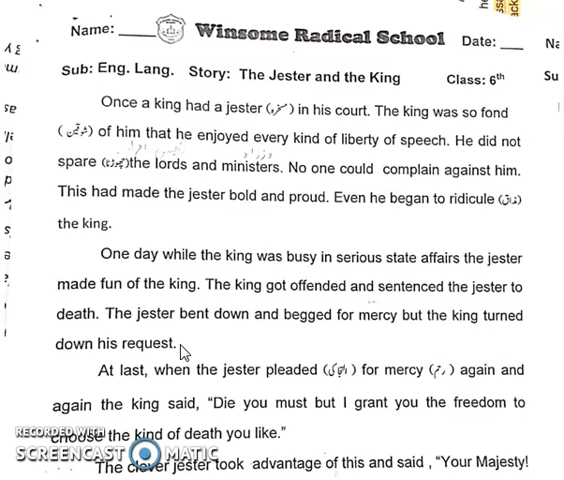 Name: ____ Winsome Radical School Date: ___ Na
Sub: Eng. Lang. Story: The Jester and the King Class: 6th Su
Once a king had a jester (مسخرہ) in his court. The king was so fond
(شوقین) of him that he enjoyed every kind of liberty of speech. He did not
spare (چھوڑنا)the lords and ministers. No one could complain against him.
This had made the jester bold and proud. Even he began to ridicule (مذاق)
the king.
One day while the king was busy in serious state affairs the jester
made fun of the king. The king got offended and sentenced the jester to
death. The jester bent down and begged for mercy but the king turned
down his request.
At last, when the jester pleaded (التجا کی) for mercy (رحم) again and
again the king said, “Die you must but I grant you the freedom to
choose the kind of death you like.”
RECORDED WITH
SCREENCAST MATIC
The clever jester took advantage of this and said , “Your Majesty!